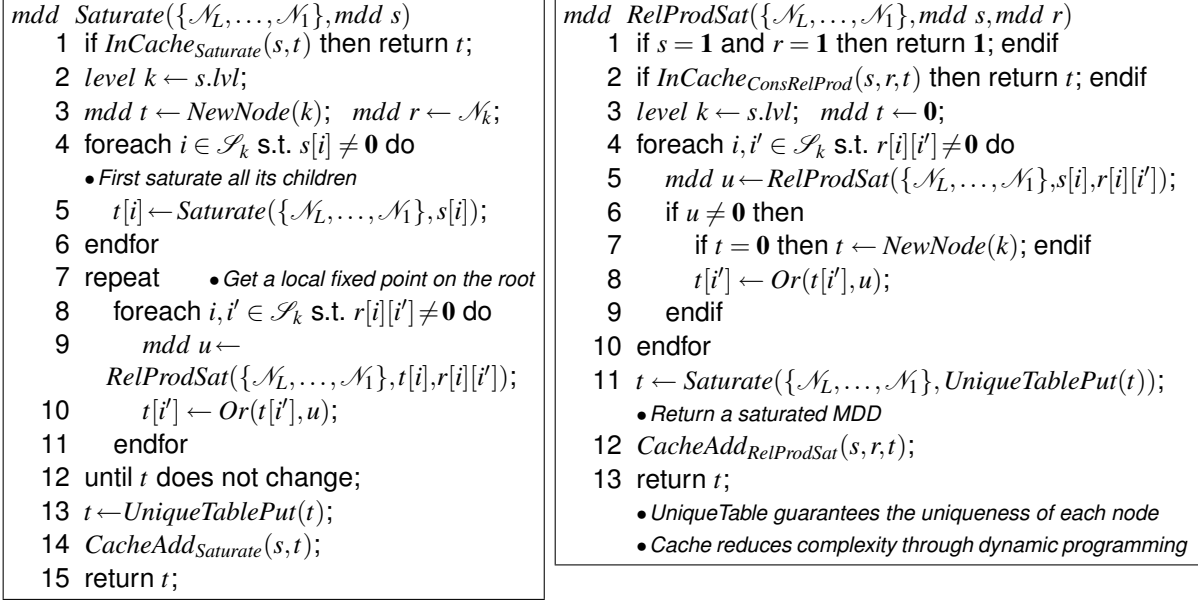 mdd Saturate({𝒩_L,…,𝒩_1},mdd s)
1 if InCache_Saturate(s,t) then return t;
2 level k ← s.lvl;
3 mdd t ← NewNode(k); mdd r ← 𝒩_k;
4 foreach i ∈ 𝒮_k s.t. s[i] ≠ 𝟎 do
• First saturate all its children
5 t[i] ← Saturate({𝒩_L,…,𝒩_1},s[i]);
6 endfor
7 repeat • Get a local fixed point on the root
8 foreach i,i′ ∈ 𝒮_k s.t. r[i][i′] ≠ 𝟎 do
9 mdd u ←
RelProdSat({𝒩_L,…,𝒩_1},t[i],r[i][i′]);
10 t[i′] ← Or(t[i′],u);
11 endfor
12 until t does not change;
13 t ← UniqueTablePut(t);
14 CacheAdd_Saturate(s,t);
15 return t;
mdd RelProdSat({𝒩_L,…,𝒩_1},mdd s,mdd r)
1 if s = 𝟏 and r = 𝟏 then return 𝟏; endif
2 if InCache_ConsRelProd(s,r,t) then return t; endif
3 level k ← s.lvl; mdd t ← 𝟎;
4 foreach i,i′ ∈ 𝒮_k s.t. r[i][i′] ≠ 𝟎 do
5 mdd u ← RelProdSat({𝒩_L,…,𝒩_1},s[i],r[i][i′]);
6 if u ≠ 𝟎 then
7 if t = 𝟎 then t ← NewNode(k); endif
8 t[i′] ← Or(t[i′],u);
9 endif
10 endfor
11 t ← Saturate({𝒩_L,…,𝒩_1},UniqueTablePut(t));
• Return a saturated MDD
12 CacheAdd_RelProdSat(s,r,t);
13 return t;
• UniqueTable guarantees the uniqueness of each node
• Cache reduces complexity through dynamic programming